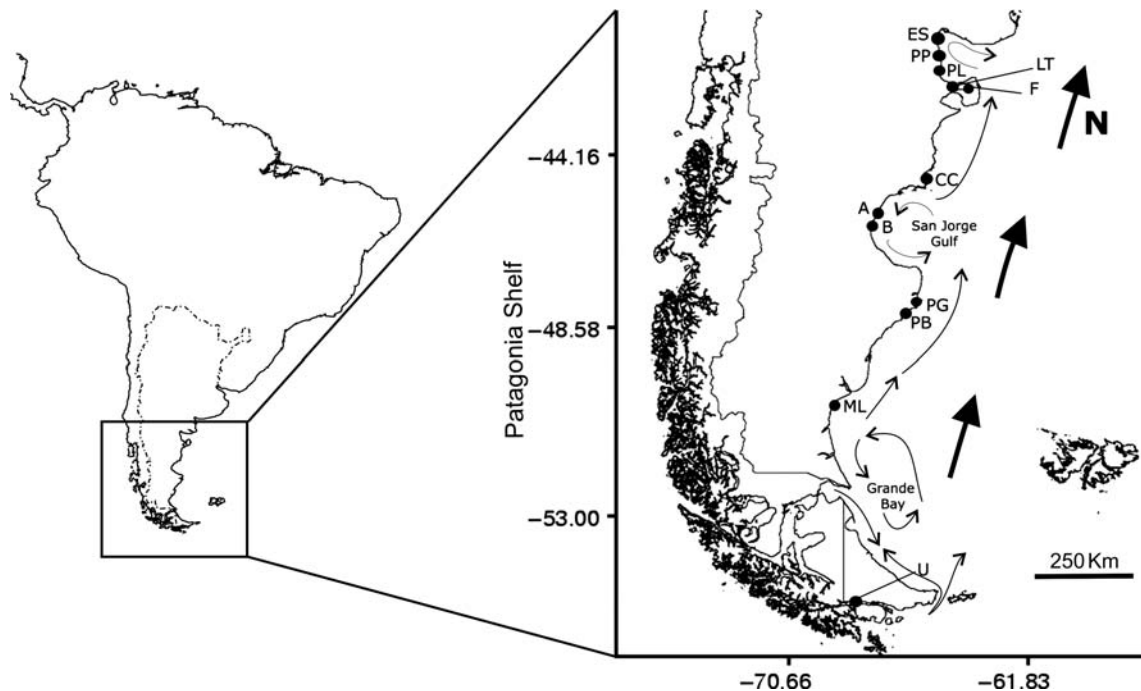 ES
PP
PL
LT
F
N
−44.16
CC
A
B
San Jorge
Gulf
PG
PB
−48.58
Patagonia Shelf
ML
Grande
Bay
−53.00
U
250 Km
−70.66
−61.83